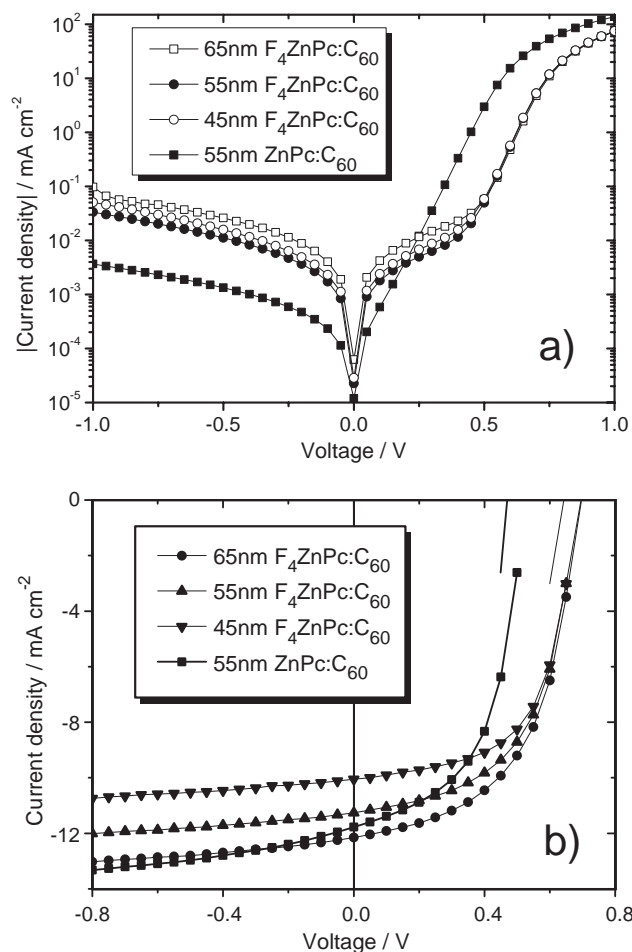 65nm F₄ZnPc:C₆₀
55nm F₄ZnPc:C₆₀
45nm F₄ZnPc:C₆₀
55nm ZnPc:C₆₀
10²
10¹
10⁰
10⁻¹
10⁻²
10⁻³
10⁻⁴
10⁻⁵
|Current density| / mA cm⁻²
a)
-1.0
-0.5
0.0
0.5
1.0
Voltage / V
65nm F₄ZnPc:C₆₀
55nm F₄ZnPc:C₆₀
45nm F₄ZnPc:C₆₀
55nm ZnPc:C₆₀
0
-4
-8
-12
Current density / mA cm⁻²
b)
-0.8
-0.4
0.0
0.4
0.8
Voltage / V